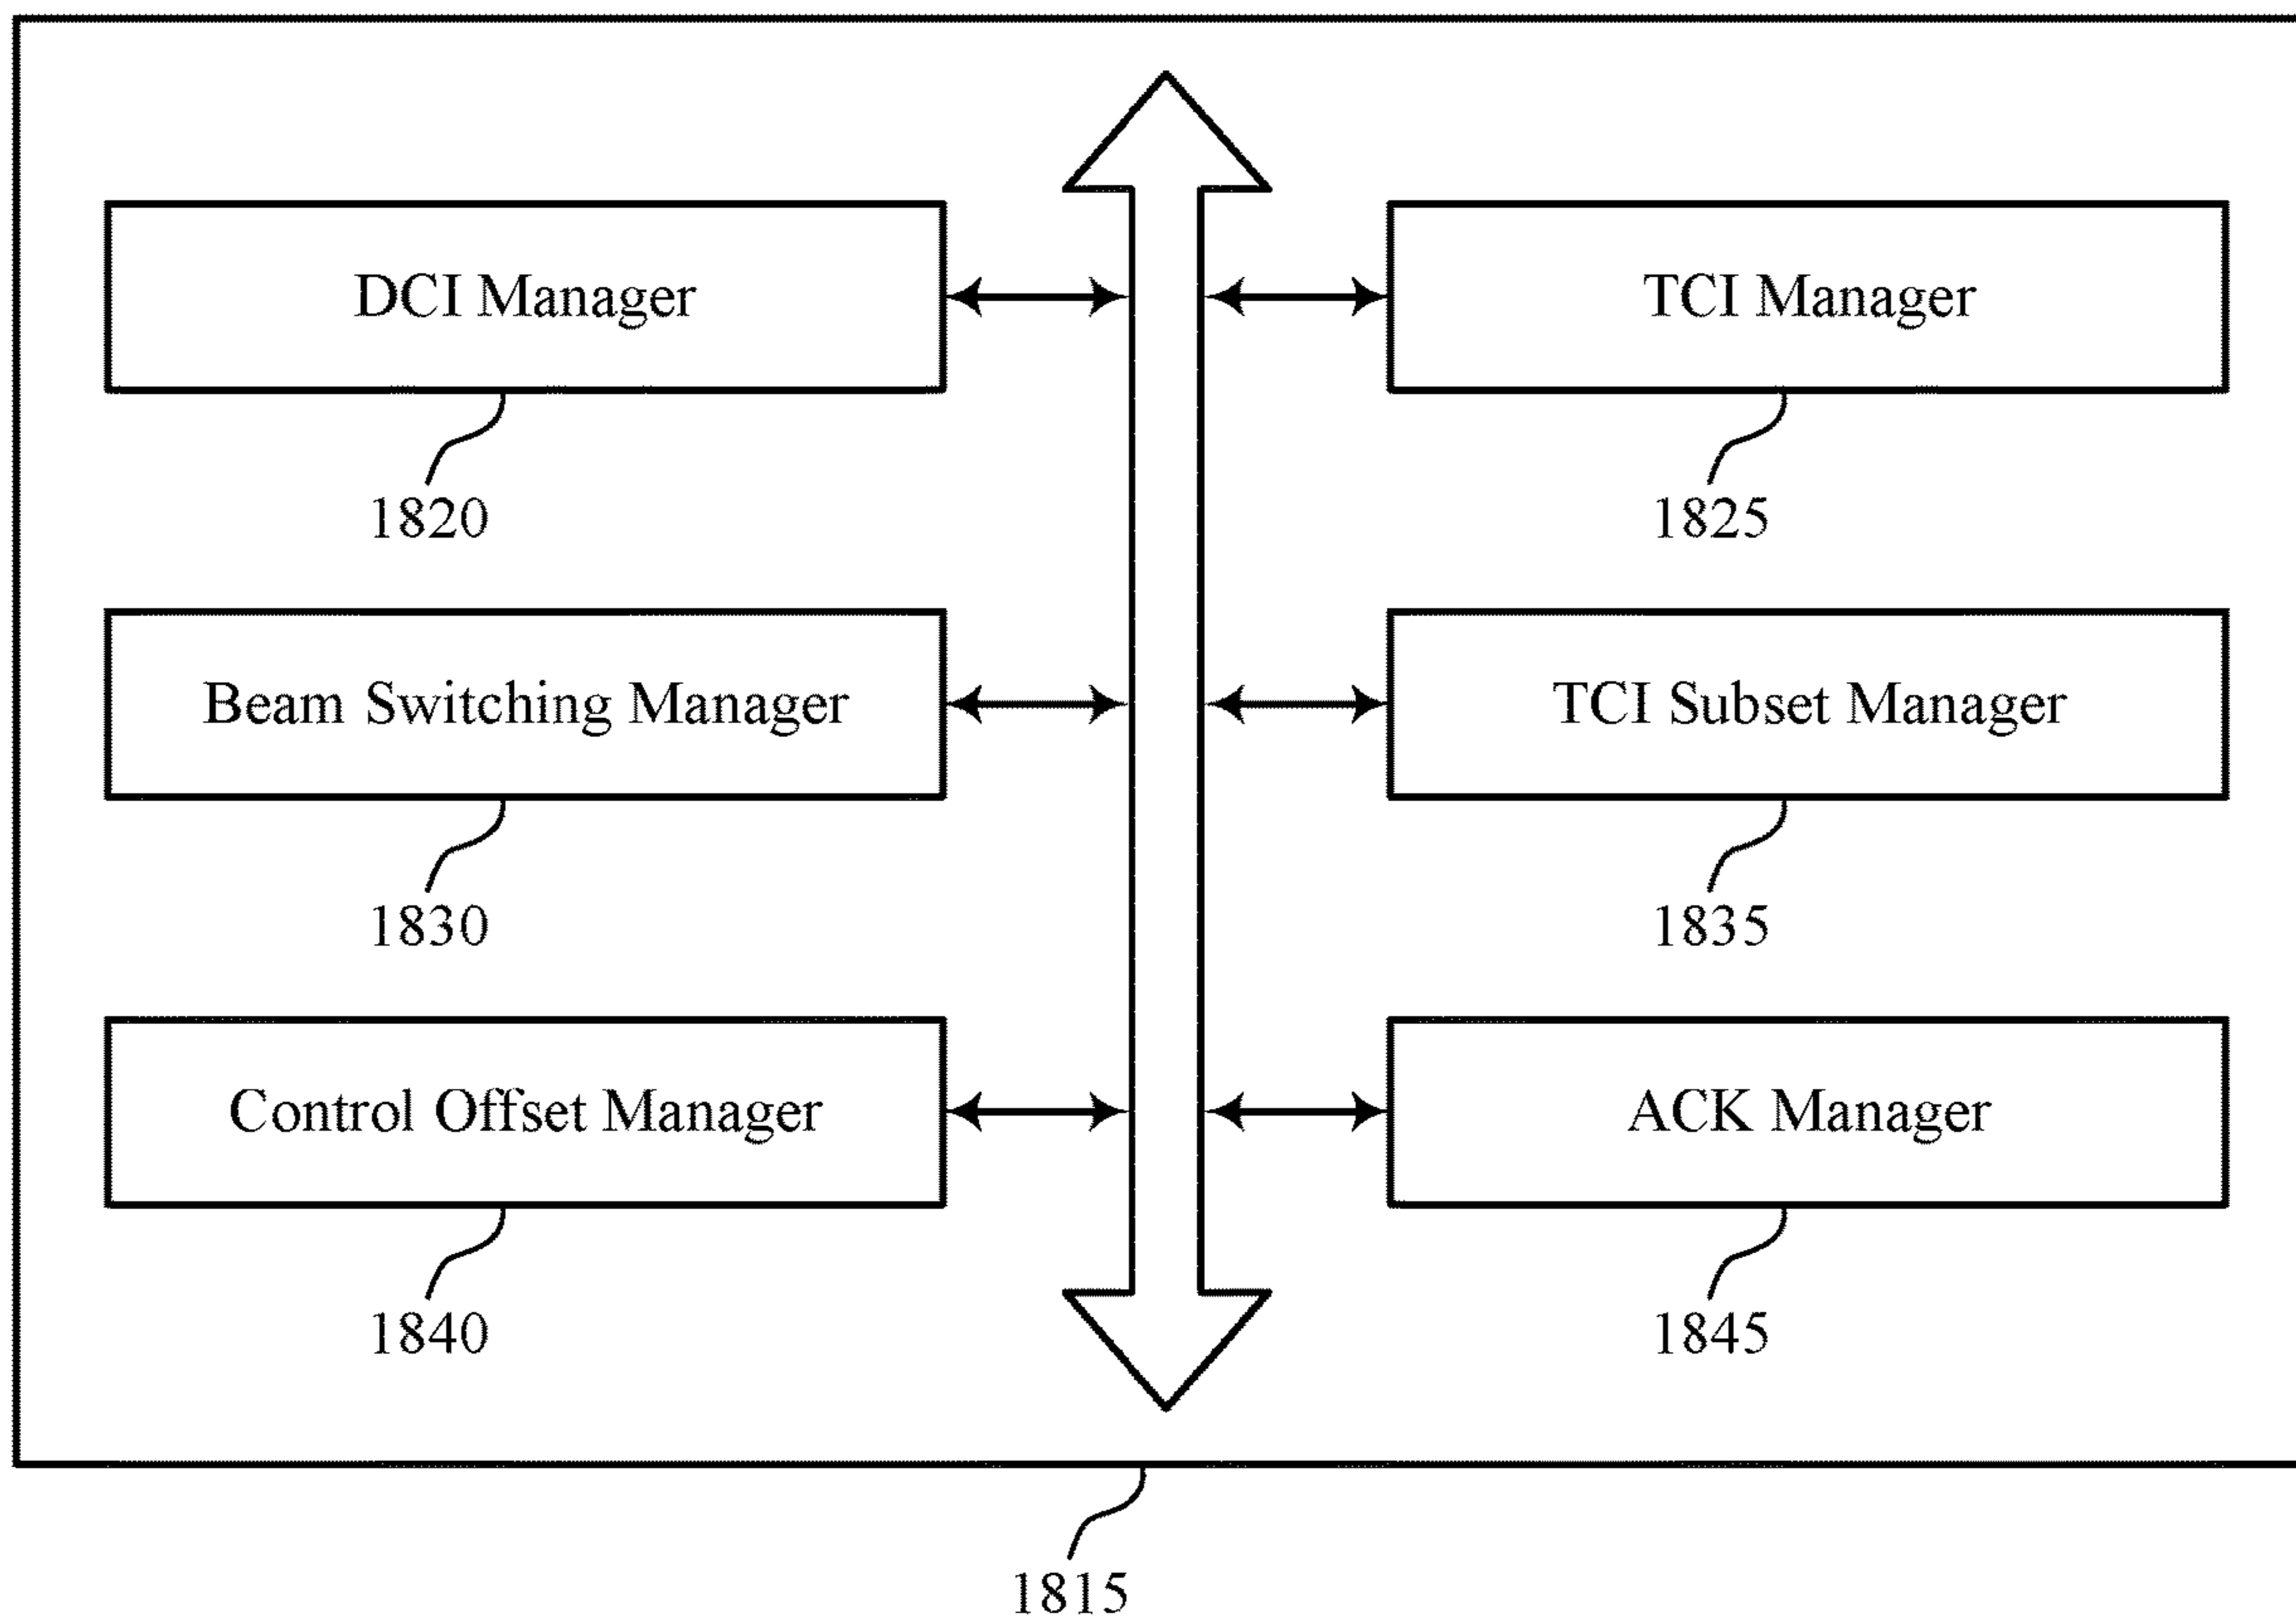 DCI Manager
TCI Manager
1820
1825
Beam Switching Manager
TCI Subset Manager
1830
1835
Control Offset Manager
ACK Manager
1840
1845
1815